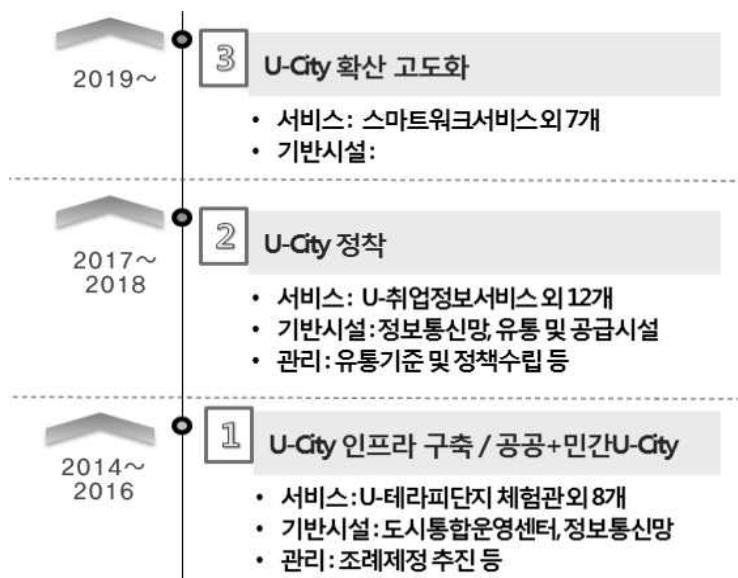 2019~
3
U-City 확산 고도화
• 서비스: 스마트워크서비스 외 7개
• 기반시설:
2017~
2018
2
U-City 정착
• 서비스: U-취업정보서비스 외 12개
• 기반시설:정보통신망, 유통 및 공급시설
• 관리:유통기준 및 정책수립 등
2014~
2016
1
U-City 인프라 구축 / 공공+민간U-City
• 서비스:U-테라피단지 체험관 외 8개
• 기반시설:도시통합운영센터, 정보통신망
• 관리:조례제정 추진 등